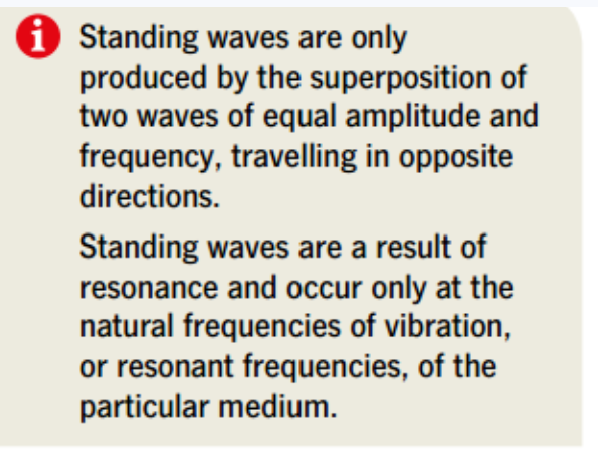 Standing waves are only
produced by the superposition of
two waves of equal amplitude and
frequency, travelling in opposite
directions.
Standing waves are a result of
resonance and occur only at the
natural frequencies of vibration,
or resonant frequencies, of the
particular medium.